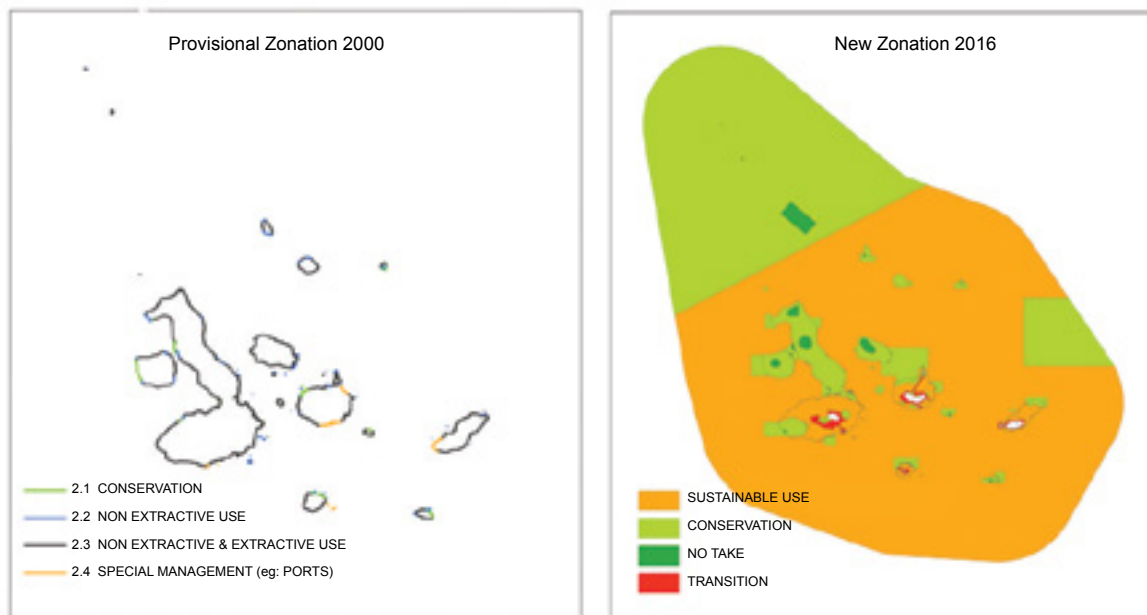 Provisional Zonation 2000
2.1 CONSERVATION
2.2 NON EXTRACTIVE USE
2.3 NON EXTRACTIVE & EXTRACTIVE USE
2.4 SPECIAL MANAGEMENT (eg: PORTS)
New Zonation 2016
SUSTAINABLE USE
CONSERVATION
NO TAKE
TRANSITION